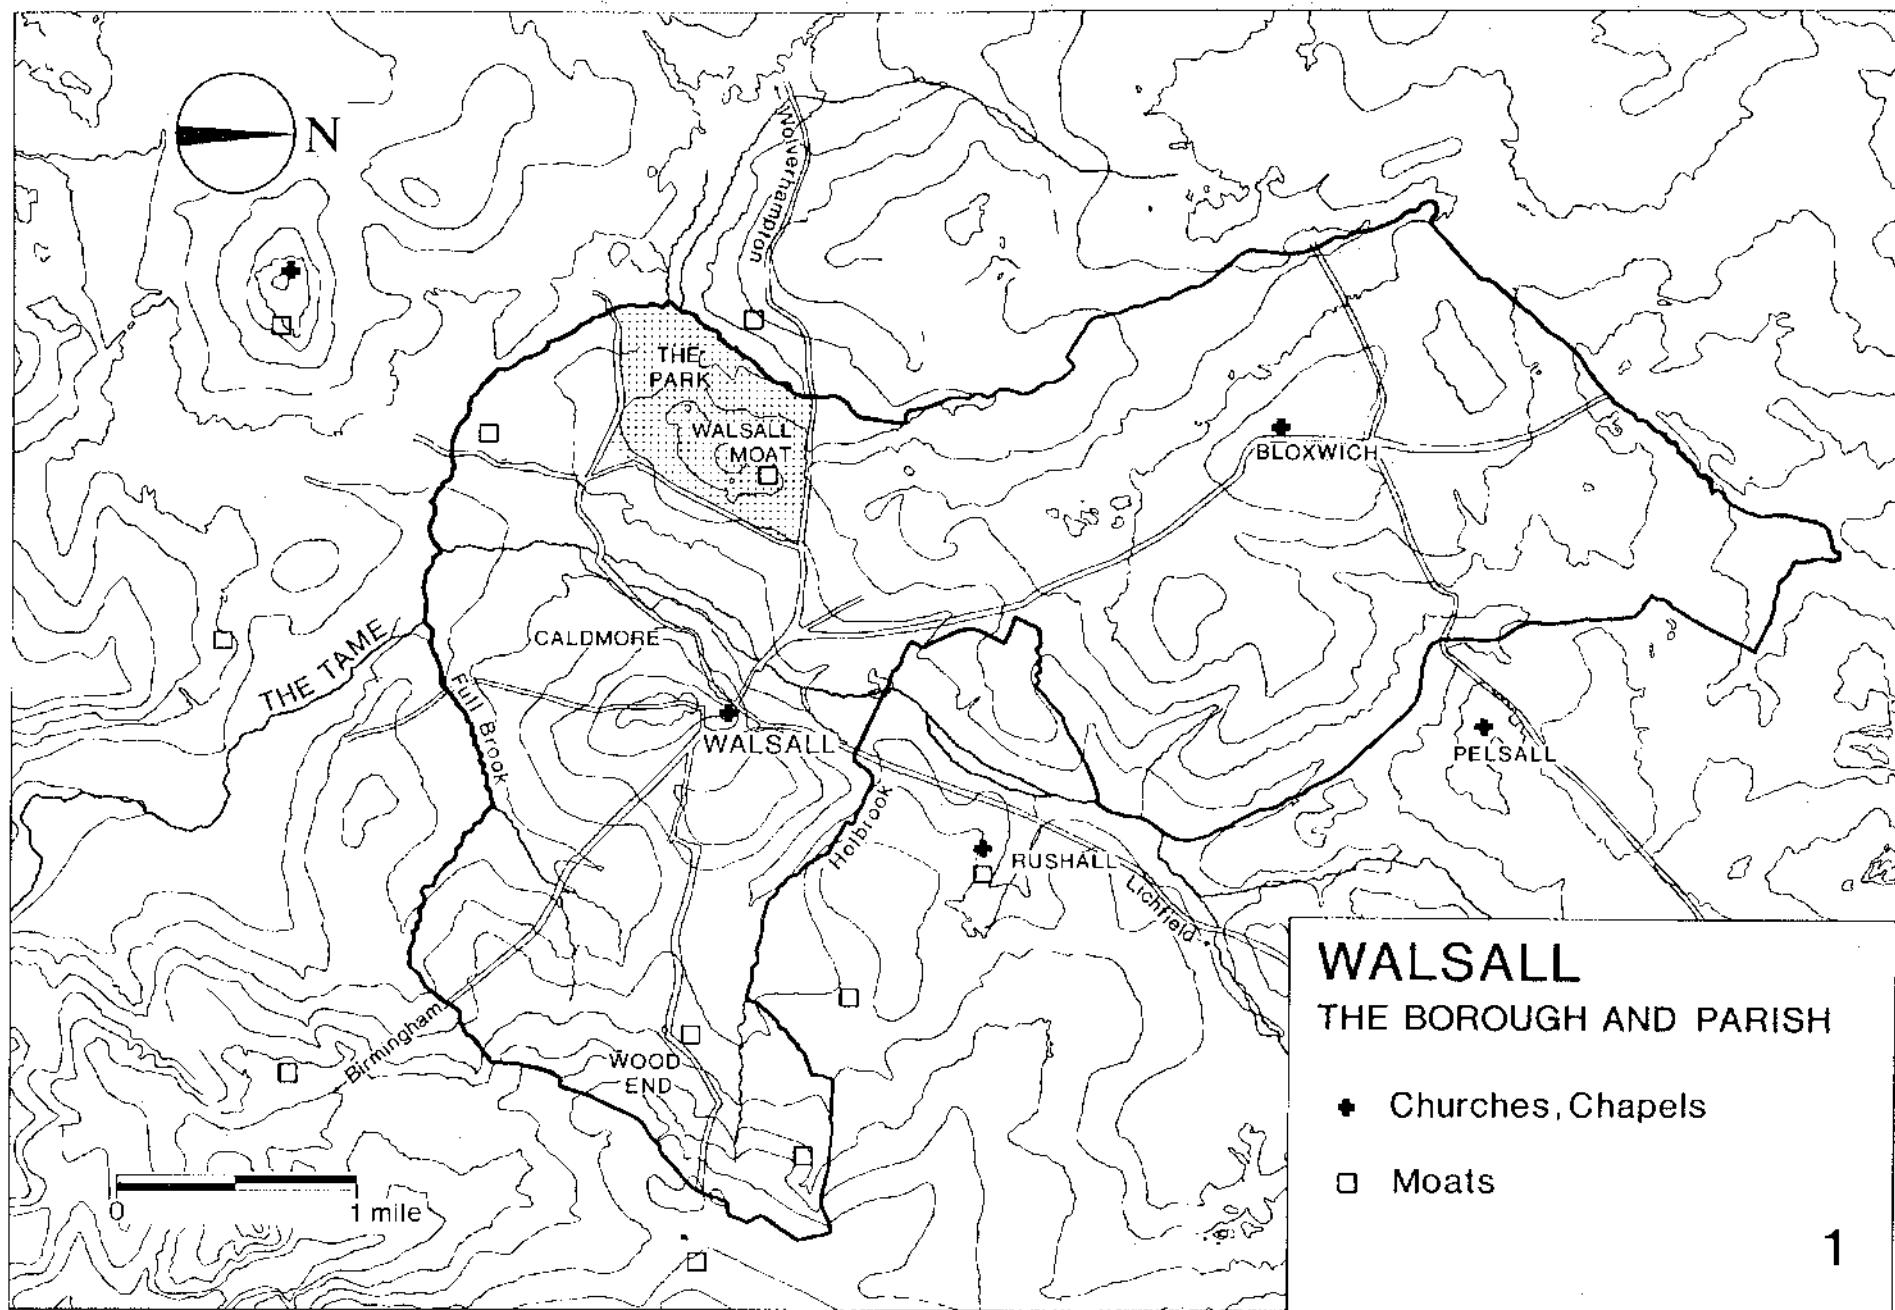 N
Wolverhampton
THE
PARK
WALSALL
MOAT
BLOXWICH
CALDMORE
THE TAME
Full Brook
WALSALL
PELSALL
Holbrook
RUSHALL
Lichfield
Birmingham
WOOD
END
0
1 mile
WALSALL
THE BOROUGH AND PARISH
Churches, Chapels
Moats
1